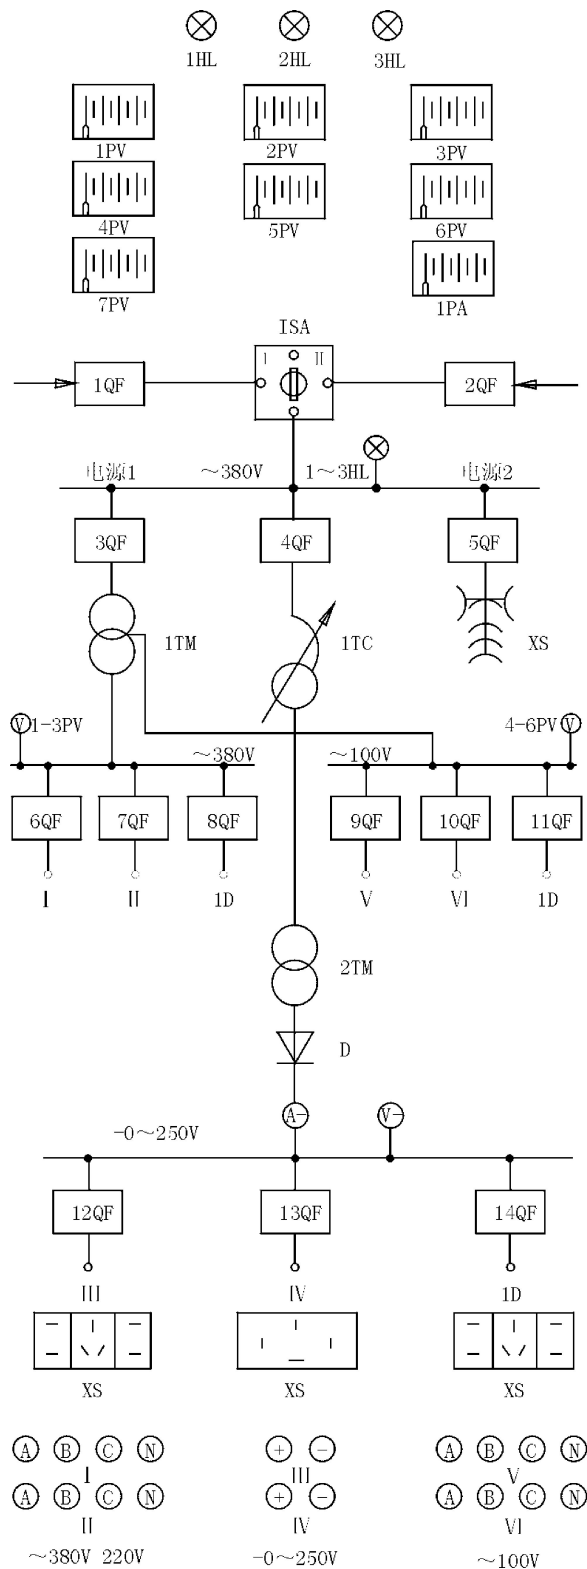 1HL 2HL 3HL
1PV 2PV 3PV
4PV 5PV 6PV
7PV 1PA
ISA
I II
1QF 2QF
电源1 ～380V 1～3HL 电源2
3QF 4QF 5QF
1TM 1TC XS
V 1-3PV 4-6PV V
～380V ～100V
6QF 7QF 8QF 9QF 10QF 11QF
I II 1D V VI 1D
2TM
D
A- V-
-0～250V
12QF 13QF 14QF
III IV 1D
XS XS XS
A B C N + - A B C N
I III V
A B C N + - A B C N
II IV VI
～380V 220V -0～250V ～100V